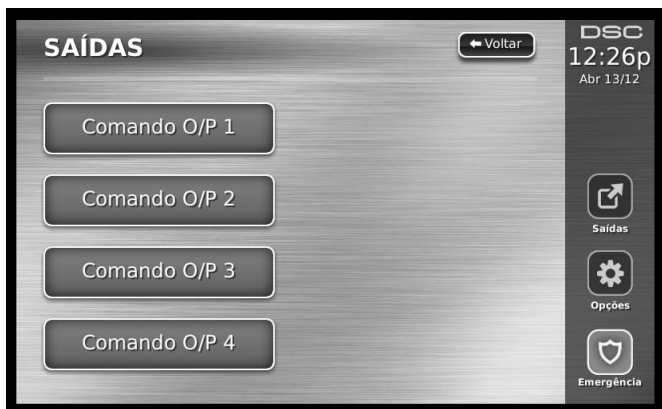 SAÍDAS
Voltar
DSC
12:26p
Abr 13/12
Comando O/P 1
Comando O/P 2
Comando O/P 3
Comando O/P 4
Saídas
Opções
Emergência